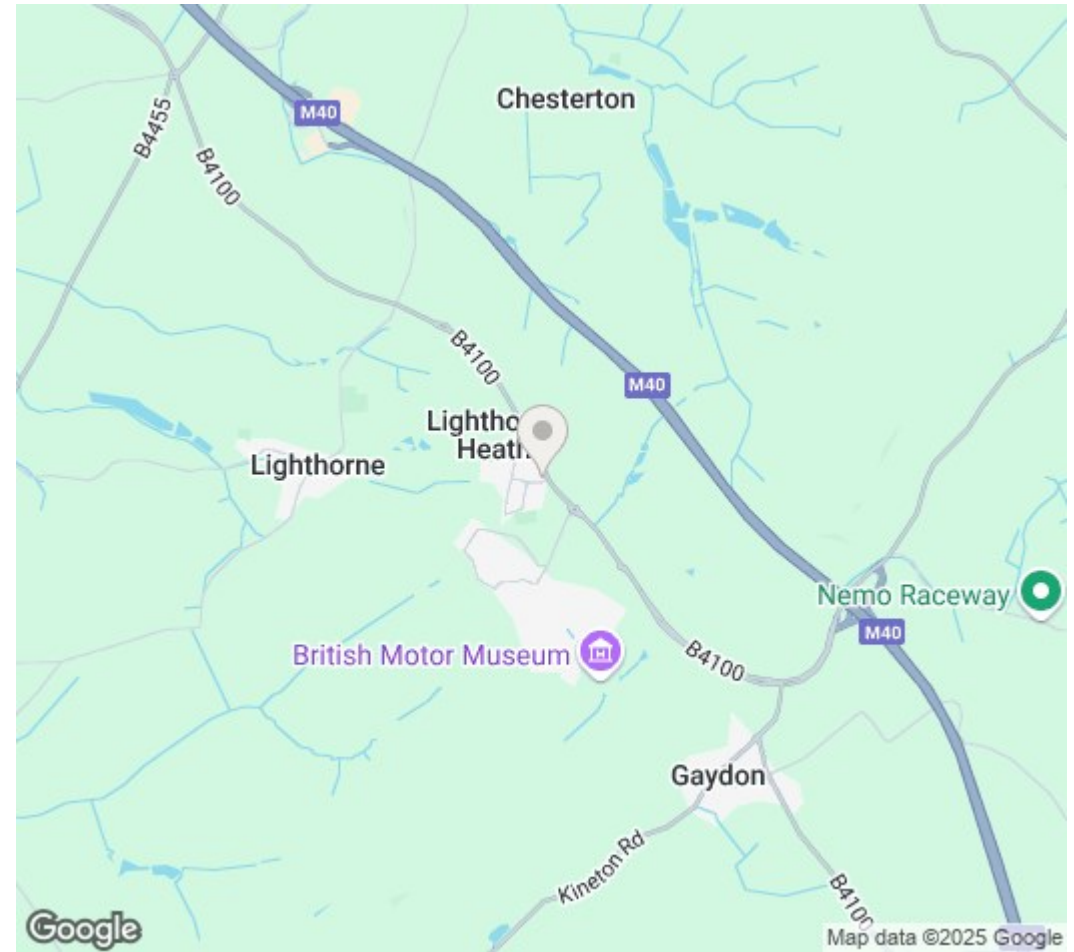 Chesterton
M40
B4455
B4100
B4100
M40
Lightho
Heath
Lighthorne
Nemo Raceway
M40
British Motor Museum
B4100
Gaydon
Kineton Rd
B4100
Google
Map data ©2025 Google